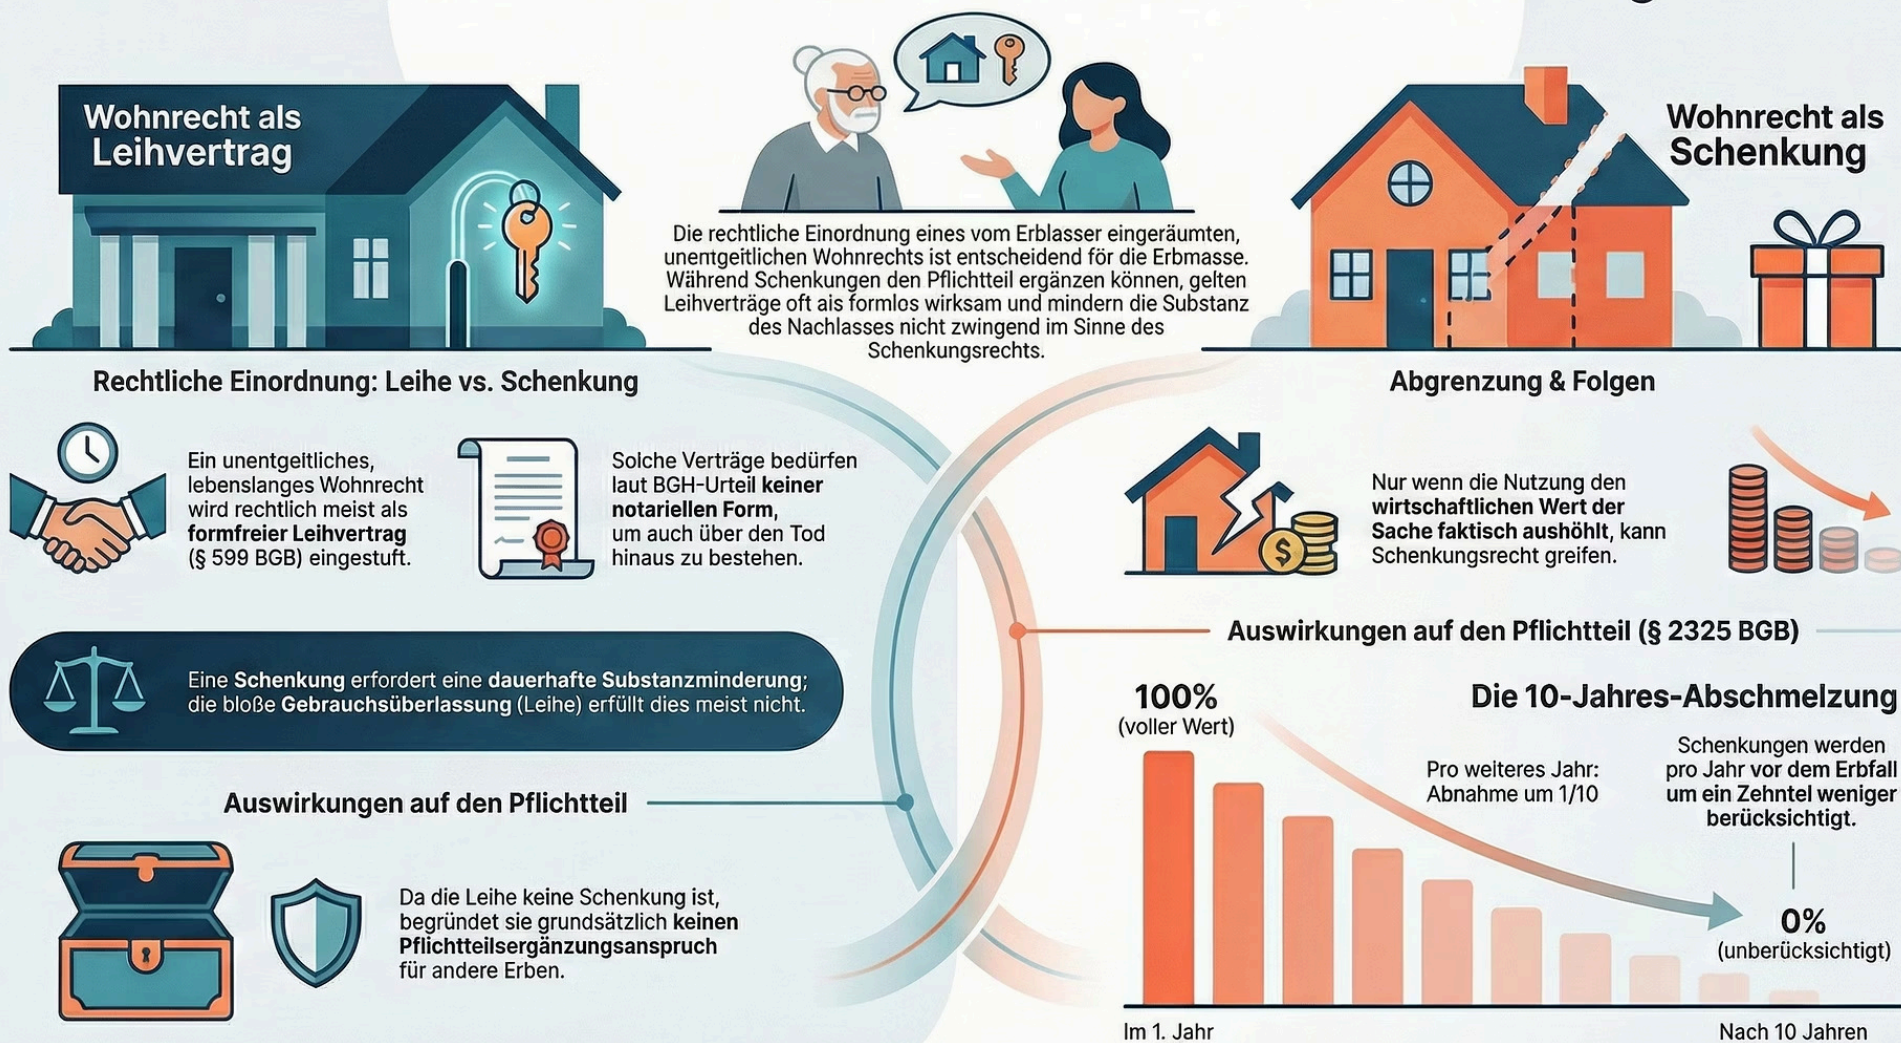 Wohnrecht als
Leihvertrag
Die rechtliche Einordnung eines vom Erblasser eingeräumten,
unentgeitlichen Wohnrechts ist entscheidend för die Erbmasse.
Während Schenkungen den Pflichtteil ergänzen können, gelten
Leihverträge oft als formlos wirksam und mindern die Substanz
des Nachlasses nicht zwingend im Sinne des
Schenkungsrechts.
Wohnrecht als
Schenkung
Rechtliche Einordnung: Leihe vs. Schenkung
Ein unentgeitliches,
lebenslanges Wohnrecht
wird rechtlich meist als
formfreier Leihvertrag
(§ 599 BGB) eingestuft.
Solche Verträge bedürfen
laut BGH-Urteil keiner
notariellen Form,
um auch über den Tod
hinaus zu bestehen.
Eine Schenkung erfordert eine dauerhafte Substanzminderung;
die bloße Gebrauchsüberlassung (Leihe) erfüllt dies meist nicht.
Auswirkungen auf den Pflichtteil
Da die Leihe keine Schenkung ist,
begründet sie grundsätzlich keinen
Pflichtteilsergänzungsanspruch
für andere Erben.
Abgrenzung & Folgen
$
Nur wenn die Nutzung den
wirtschaftlichen Wert der
Sache faktisch aushöhlt, kann
Schenkungsrecht greifen.
Auswirkungen auf den Pflichtteil (§ 2325 BGB)
100%
(voller Wert)
Die 10-Jahres-Abschmelzung
Pro weiteres Jahr:
Abnahme um 1/10
Schenkungen werden
pro Jahr vor dem Erbfall
um ein Zehntel weniger
berücksichtigt.
0%
(unberücksichtigt)
Im 1. Jahr
Nach 10 Jahren